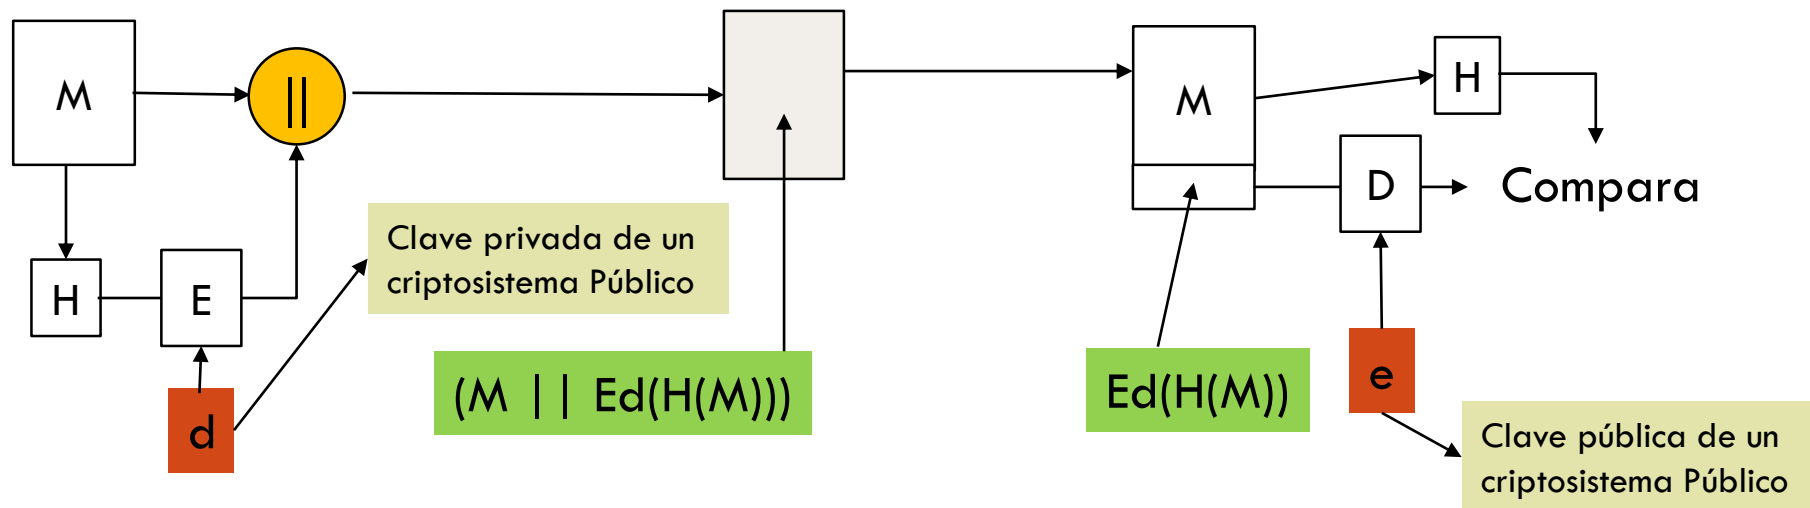 M
||
M
H
Compara
D
Clave privada de un
criptosistema Público
H
E
d
(M || Ed(H(M)))
Ed(H(M))
e
Clave pública de un
criptosistema Público